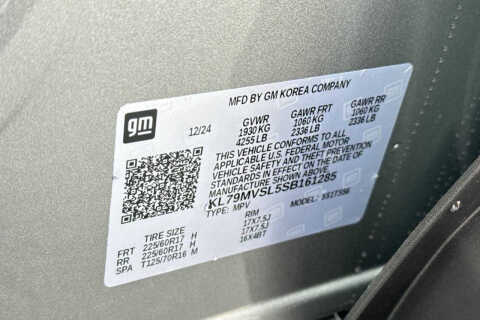 MFD BY GM KOREA COMPANY
gm
12/24 GVWR GAWR FRT GAWR RR
1930 KG 1060 KG 1060 KG
4255 LB 2336 LB 2336 LB
THIS VEHICLE CONFORMS TO ALL
APPLICABLE U.S. FEDERAL MOTOR
VEHICLE SAFETY AND THEFT PREVENTION
STANDARDS IN EFFECT ON THE DATE OF
MANUFACTURE SHOWN ABOVE.
KL79MVSL5SB161285
TYPE: MPV MODEL:
TIRE SIZE RIM
FRT 225/60R17 H 17X7.5J
RR 225/60R17 H 17X7.5J
SPA T125/70R16 M 16X4BT